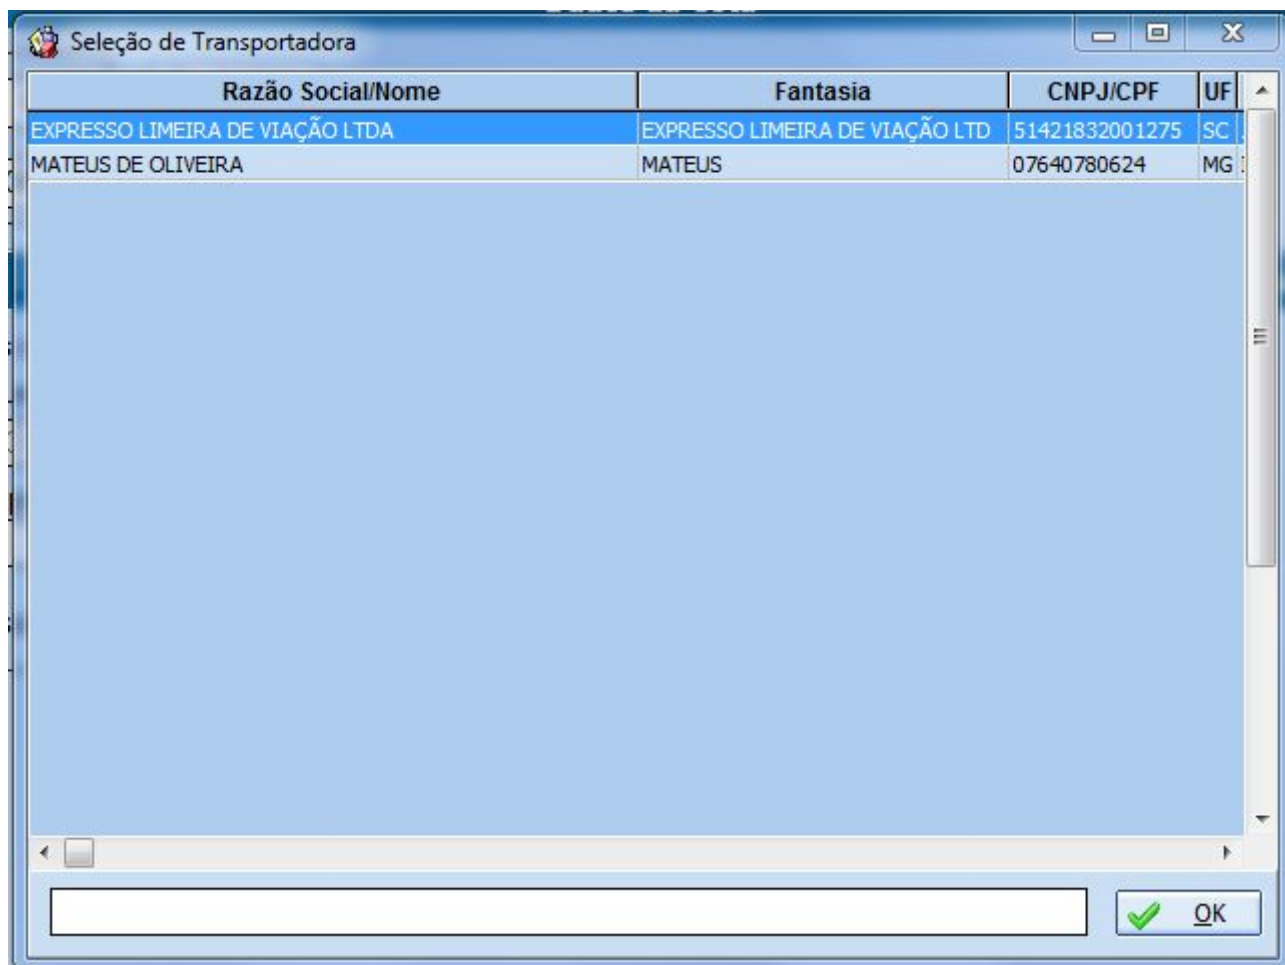 Seleção de Transportadora
Razão Social/Nome Fantasia CNPJ/CPF UF
EXPRESSO LIMEIRA DE VIAÇÃO LTDA EXPRESSO LIMEIRA DE VIAÇÃO LTD 51421832001275 SC
MATEUS DE OLIVEIRA MATEUS 07640780624 MG
OK